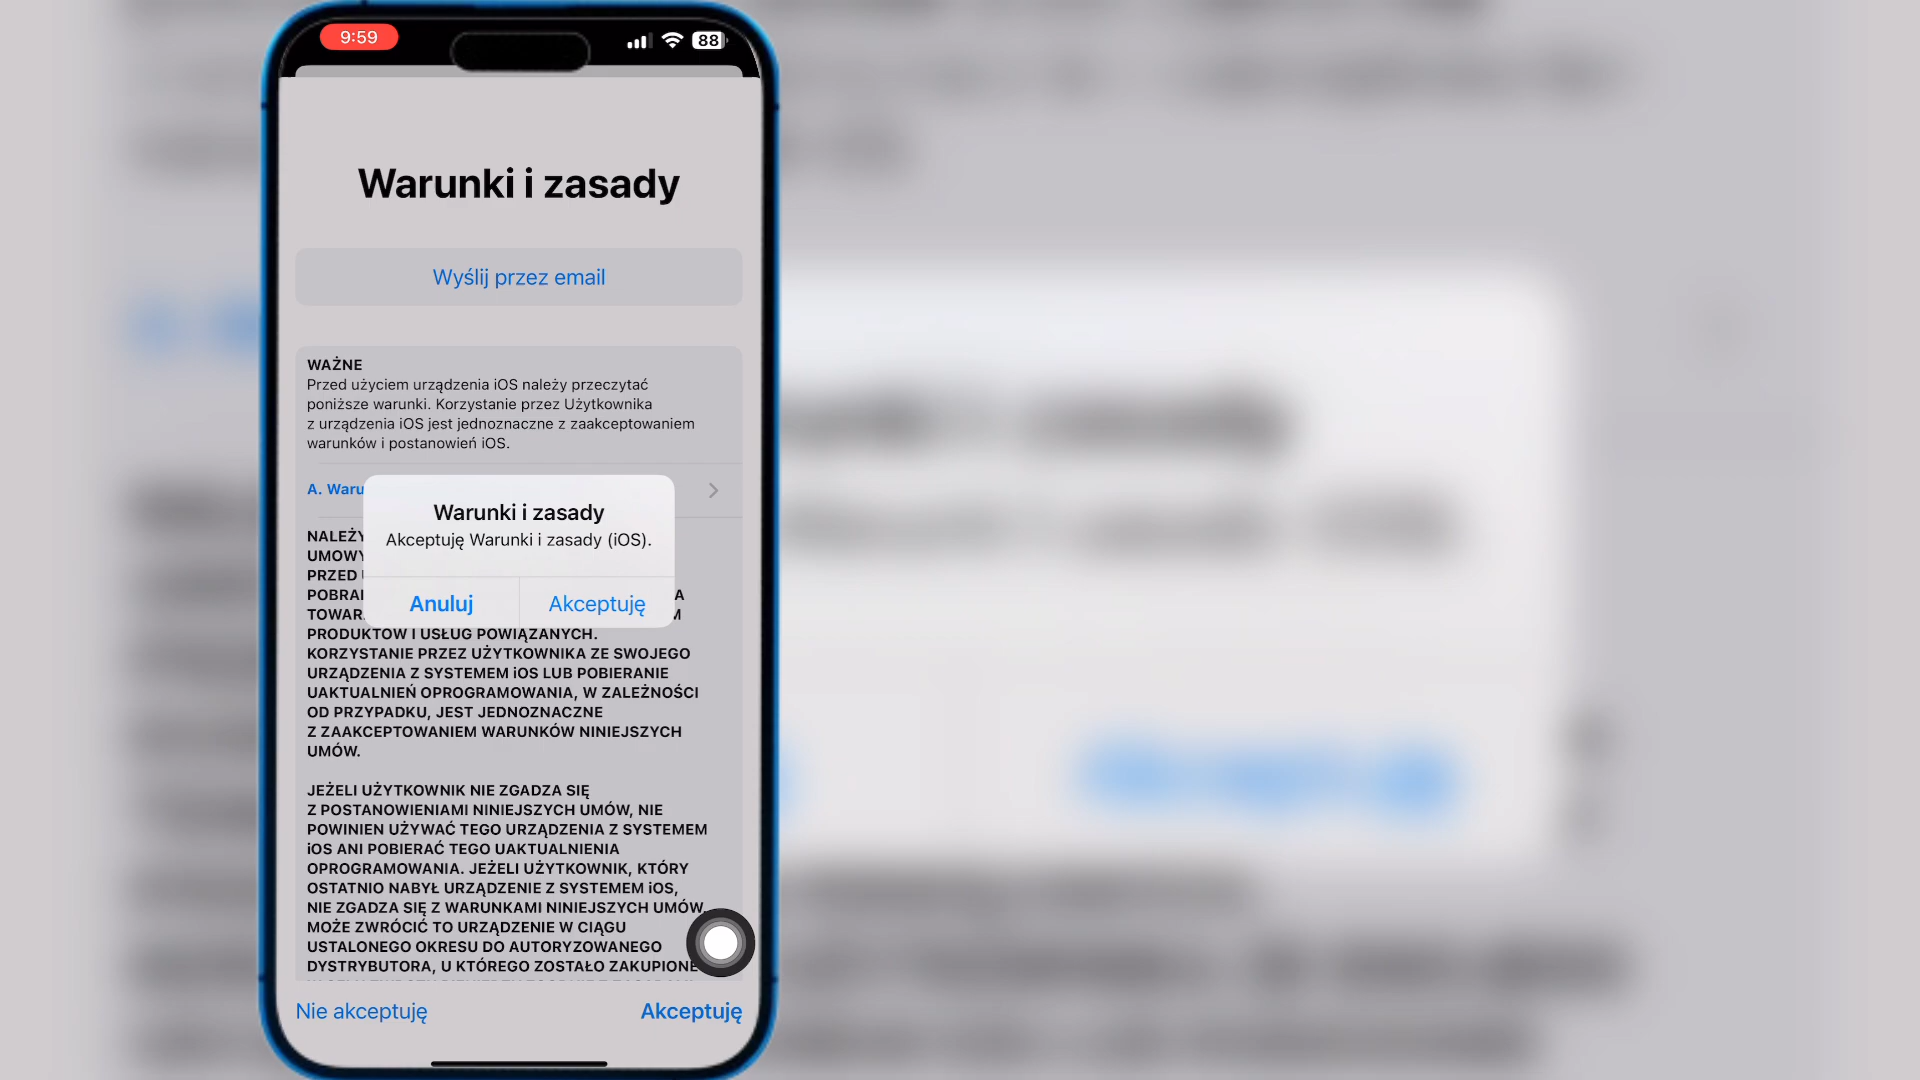 9:59
88
Warunki i zasady
Wyślij przez email
WAŻNE
Przed użyciem urządzenia iOS należy przeczytać
poniższe warunki. Korzystanie przez Użytkownika
z urządzenia iOS jest jednoznaczne z zaakceptowaniem
warunków i postanowień iOS.
A. Waru
Warunki i zasady
Akceptuję Warunki i zasady (iOS).
Anuluj
Akceptuję
NALEŻY
UMOWY
PRZED
POBRA
A
TOWAR
M
PRODUKTÓW I USŁUG POWIĄZANYCH.
KORZYSTANIE PRZEZ UŻYTKOWNIKA ZE SWOJEGO
URZĄDZENIA Z SYSTEMEM iOS LUB POBIERANIE
UAKTUALNIEŃ OPROGRAMOWANIA, W ZALEŻNOŚCI
OD PRZYPADKU, JEST JEDNOZNACZNE
Z ZAAKCEPTOWANIEM WARUNKÓW NINIEJSZYCH
UMÓW.
JEŻELI UŻYTKOWNIK NIE ZGADZA SIĘ
Z POSTANOWIENIAMI NINIEJSZYCH UMÓW, NIE
POWINIEN UŻYWAĆ TEGO URZĄDZENIA Z SYSTEMEM
iOS ANI POBIERAĆ TEGO UAKTUALNIENIA
OPROGRAMOWANIA. JEŻELI UŻYTKOWNIK, KTÓRY
OSTATNIO NABYŁ URZĄDZENIE Z SYSTEMEM iOS,
NIE ZGADZA SIĘ Z WARUNKAMI NINIEJSZYCH UMÓW,
MOŻE ZWRÓCIĆ TO URZĄDZENIE W CIĄGU
USTALONEGO OKRESU DO AUTORYZOWANEGO
DYSTRYBUTORA, U KTÓREGO ZOSTAŁO ZAKUPIONE
Nie akceptuję
Akceptuję